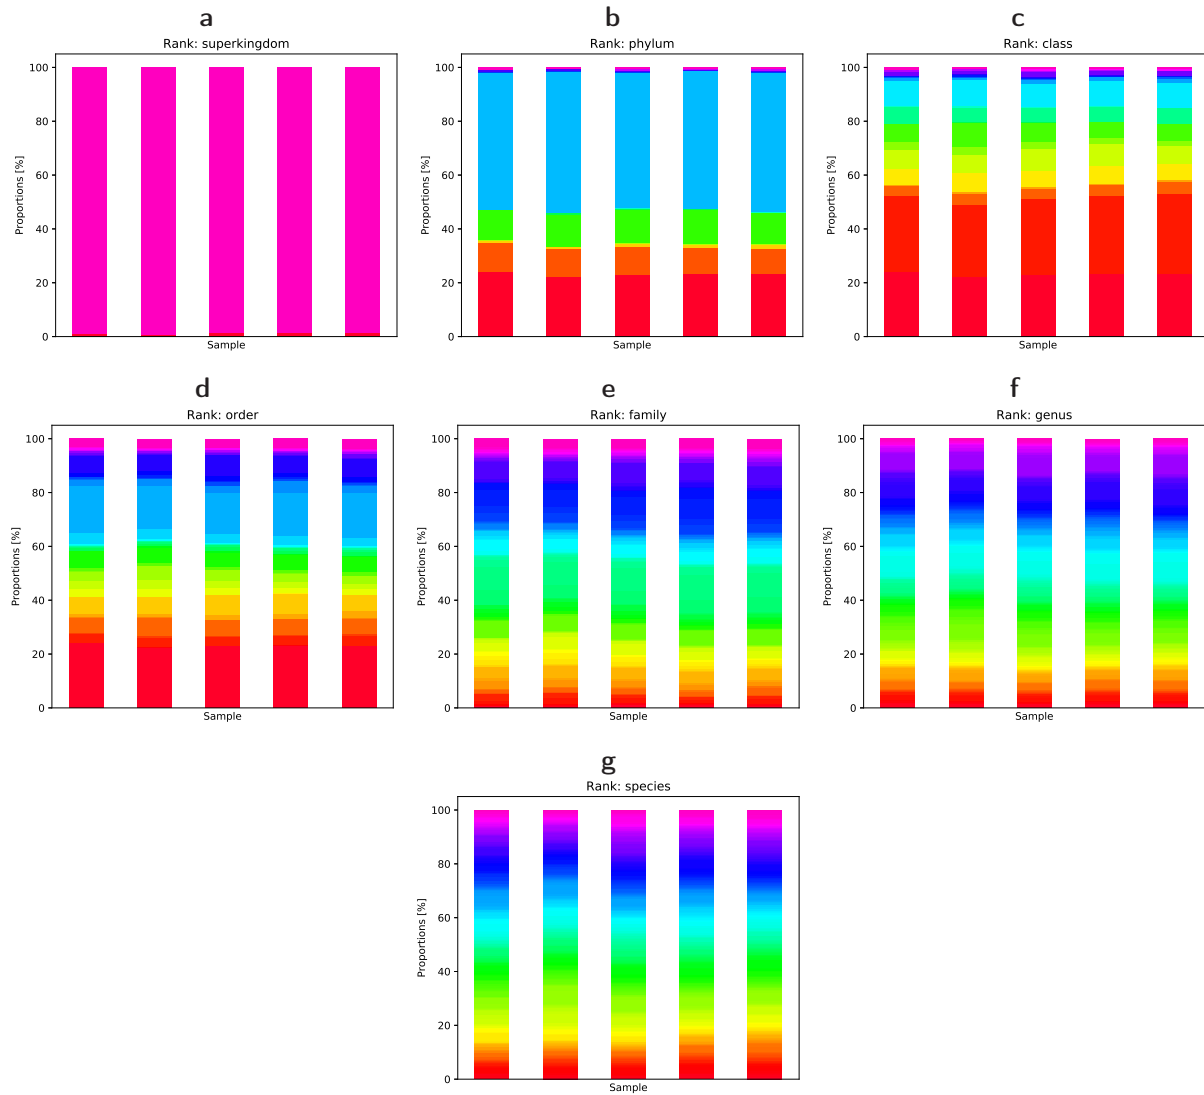 a
Rank: superkingdom
100
80
60
40
20
0
Proportions [%]
Sample
b
Rank: phylum
100
80
60
40
20
0
Proportions [%]
Sample
c
Rank: class
100
80
60
40
20
0
Proportions [%]
Sample
d
Rank: order
100
80
60
40
20
0
Proportions [%]
Sample
e
Rank: family
100
80
60
40
20
0
Proportions [%]
Sample
f
Rank: genus
100
80
60
40
20
0
Proportions [%]
Sample
g
Rank: species
100
80
60
40
20
0
Proportions [%]
Sample